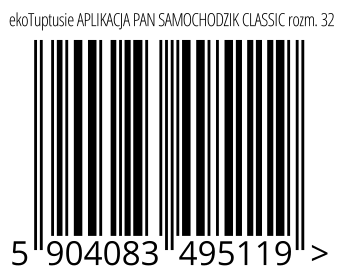 ekoTuptusie APLIKACJA PAN SAMOCHODZIK CLASSIC rozm. 32
5 904083 495119 >